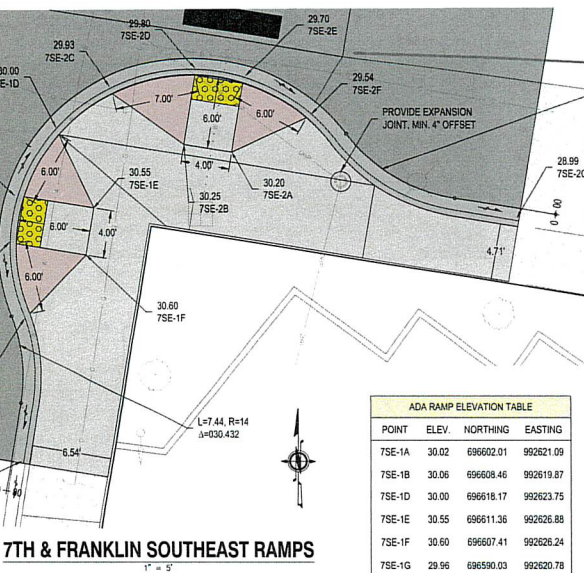 29.80
7SE-2D
29.70
7SE-2E
29.93
7SE-2C
29.54
7SE-2F
30.00
7.00'
6.00'
6.00'
PROVIDE EXPANSION
JOINT. MIN. 4" OFFSET
4.00'
28.99
6.00'
30.55
7SE-1E
30.25
7SE-2B
30.20
7SE-2A
6.00'
4.00'
6.00'
4.71'
30.60
7SE-1F
L=7.44, R=14
Δ=030.432
6.54'
7TH & FRANKLIN SOUTHEAST RAMPS
1" = 5'
ADA RAMP ELEVATION TABLE
POINT ELEV. NORTHING EASTING
7SE-1A 30.02 696602.01 992621.09
7SE-1B 30.06 696608.46 992619.87
7SE-1D 30.00 696618.17 992623.75
7SE-1E 30.55 696611.36 992626.88
7SE-1F 30.60 696607.41 992626.24
7SE-1G 29.96 696590.03 992620.78